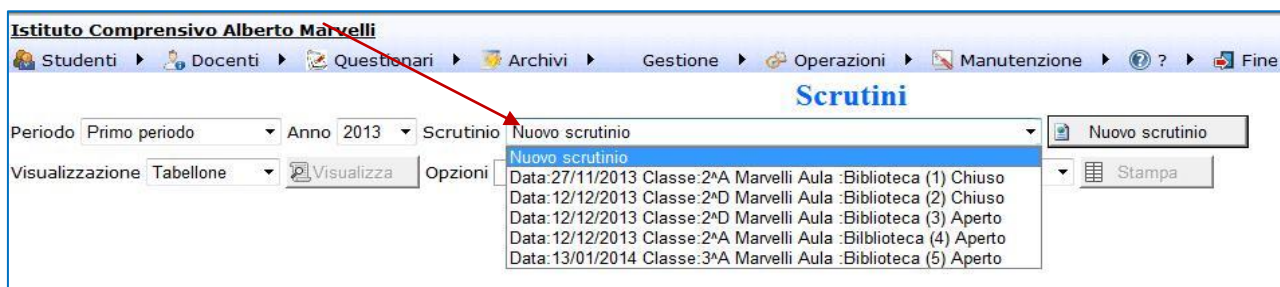 Istituto Comprensivo Alberto Marvelli
Studenti Docenti Questionari Archivi Gestione Operazioni Manutenzione ? Fine
Scrutini
Periodo Primo periodo Anno 2013 Scrutinio Nuovo scrutinio Nuovo scrutinio
Visualizzazione Tabellone Visualizza Opzioni Stampa
Nuovo scrutinio
Data:27/11/2013 Classe:2^A Marvelli Aula :Biblioteca (1) Chiuso
Data:12/12/2013 Classe:2^D Marvelli Aula :Biblioteca (2) Chiuso
Data:12/12/2013 Classe:2^D Marvelli Aula :Biblioteca (3) Aperto
Data:12/12/2013 Classe:2^A Marvelli Aula :Bilblioteca (4) Aperto
Data:13/01/2014 Classe:3^A Marvelli Aula :Biblioteca (5) Aperto